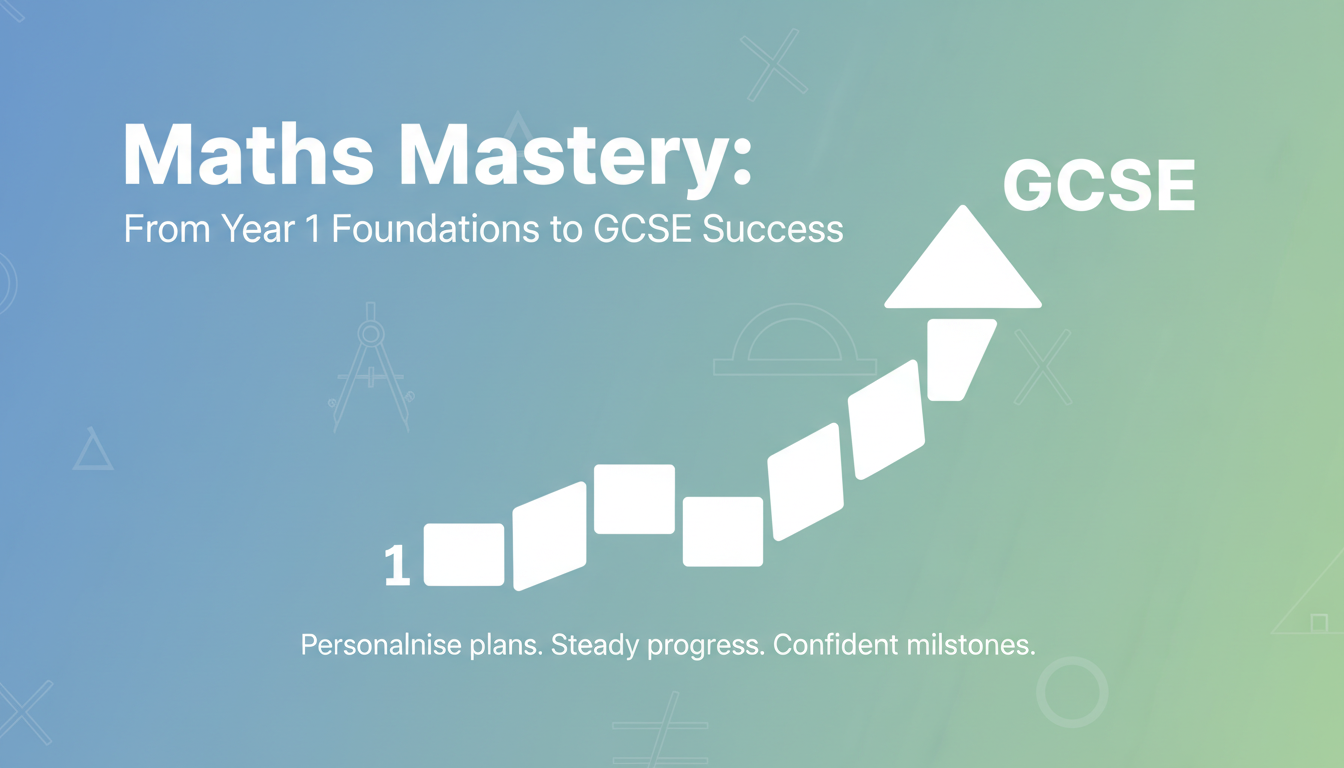 Maths Mastery:
From Year 1 Foundations to GCSE Success
GCSE
1
Personalnise plans. Steady progress. Confident milstones.